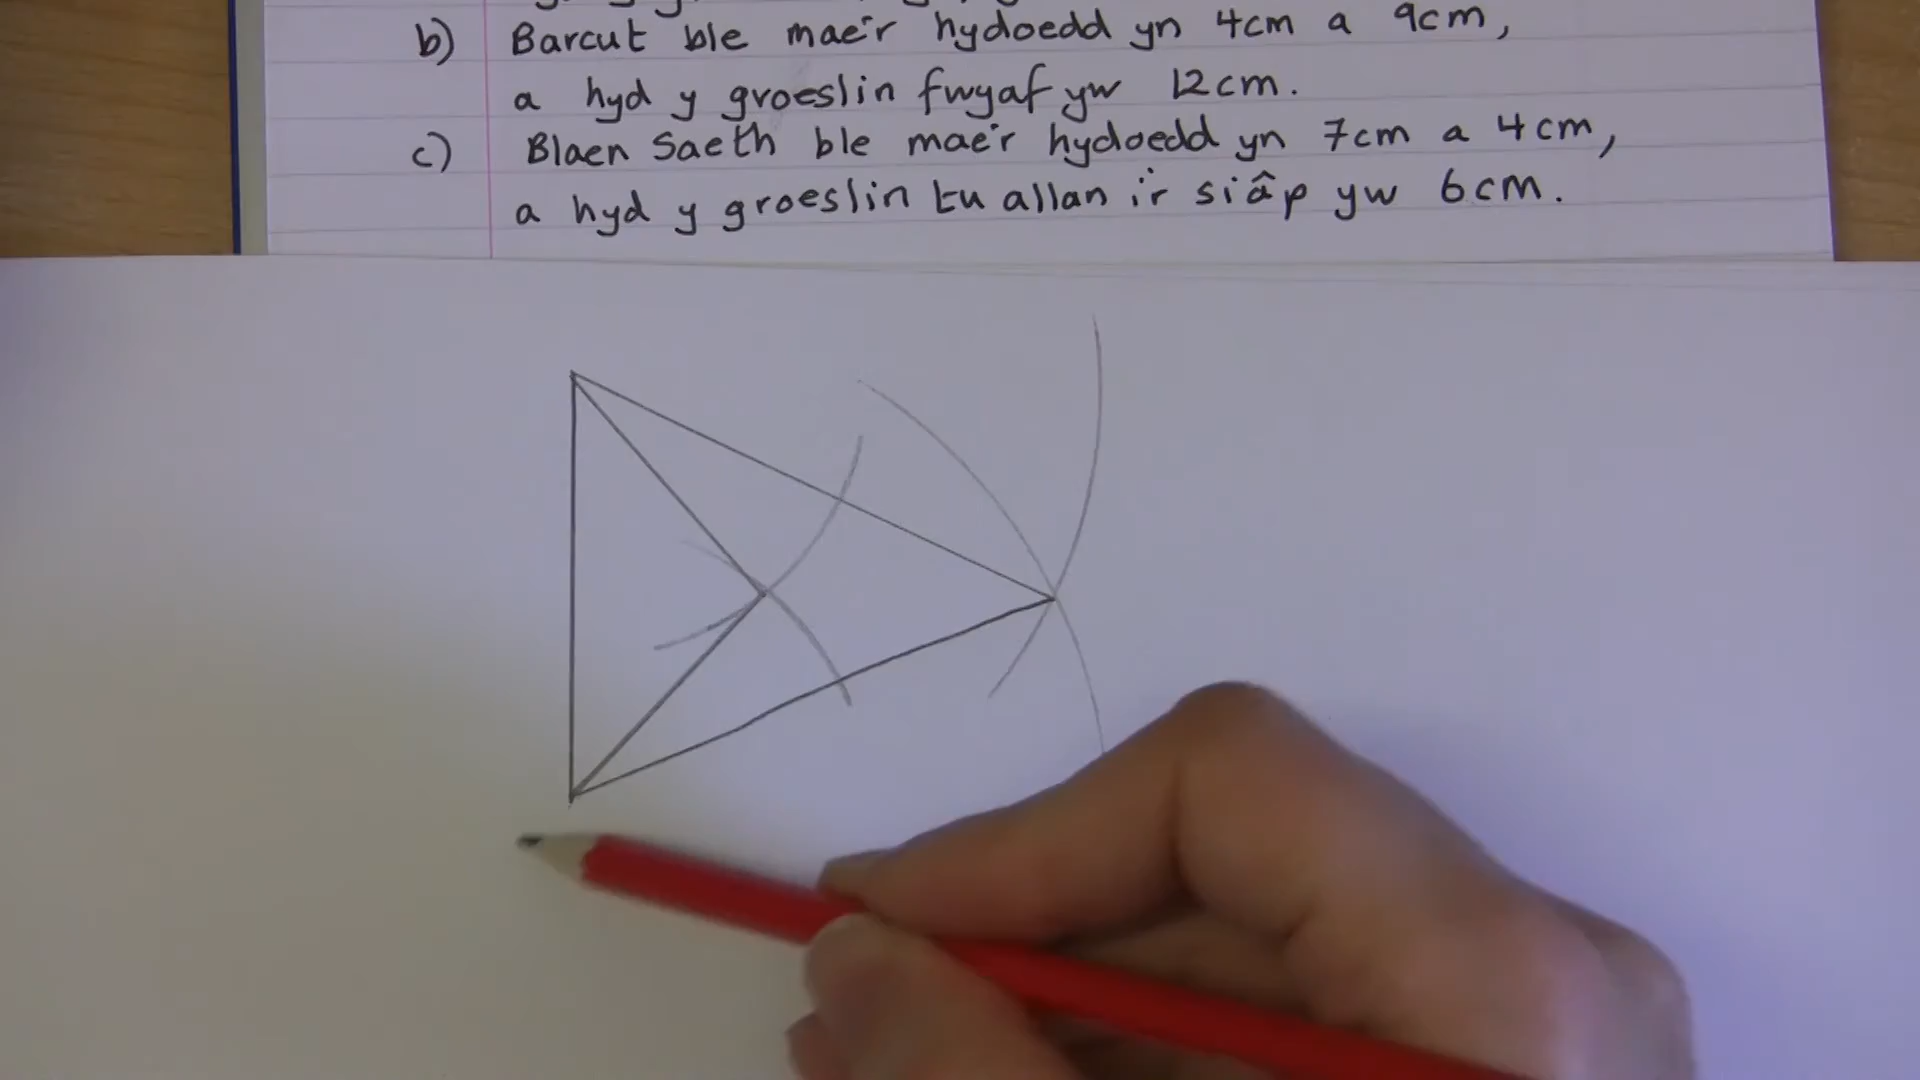 b) Barcut ble mae'r hydoedd yn 4cm a 9cm,
a hyd y groeslin fwyaf yw 12cm.
c) Blaen Saeth ble mae'r hydoedd yn 7cm a 4cm,
a hyd y groeslin tu allan i'r siâp yw 6cm.